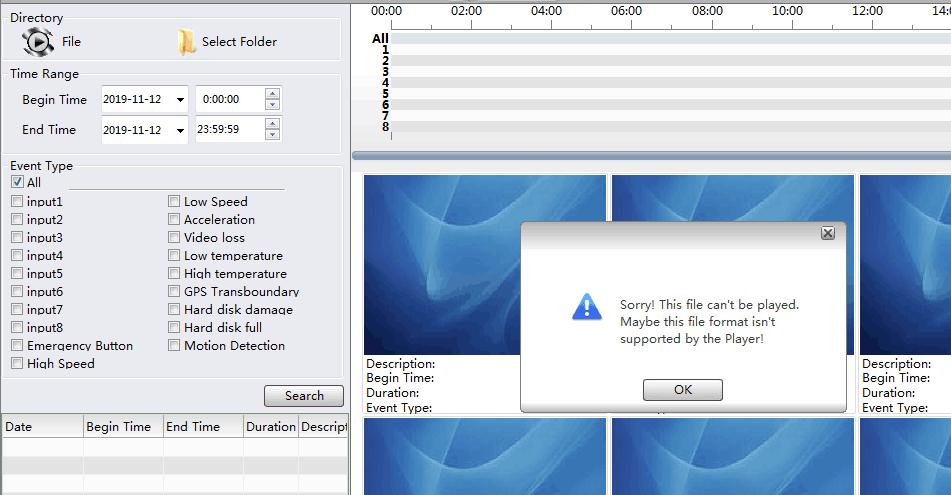 Directory
File
Select Folder
Time Range
Begin Time 2019-11-12 0:00:00
End Time 2019-11-12 23:59:59
Event Type
All
input1 Low Speed
input2 Acceleration
input3 Video loss
input4 Low temperature
input5 High temperature
input6 GPS Transboundary
input7 Hard disk damage
input8 Hard disk full
Emergency Button Motion Detection
High Speed
Search
Date Begin Time End Time Duration Descript
00:00 02:00 04:00 06:00 08:00 10:00 12:00 14:0
All
1
2
3
4
5
6
7
8
Sorry! This file can't be played.
Maybe this file format isn't
supported by the Player!
OK
Description: Description:
Begin Time: Begin Time:
Duration: Duration:
Event Type: Event Type: